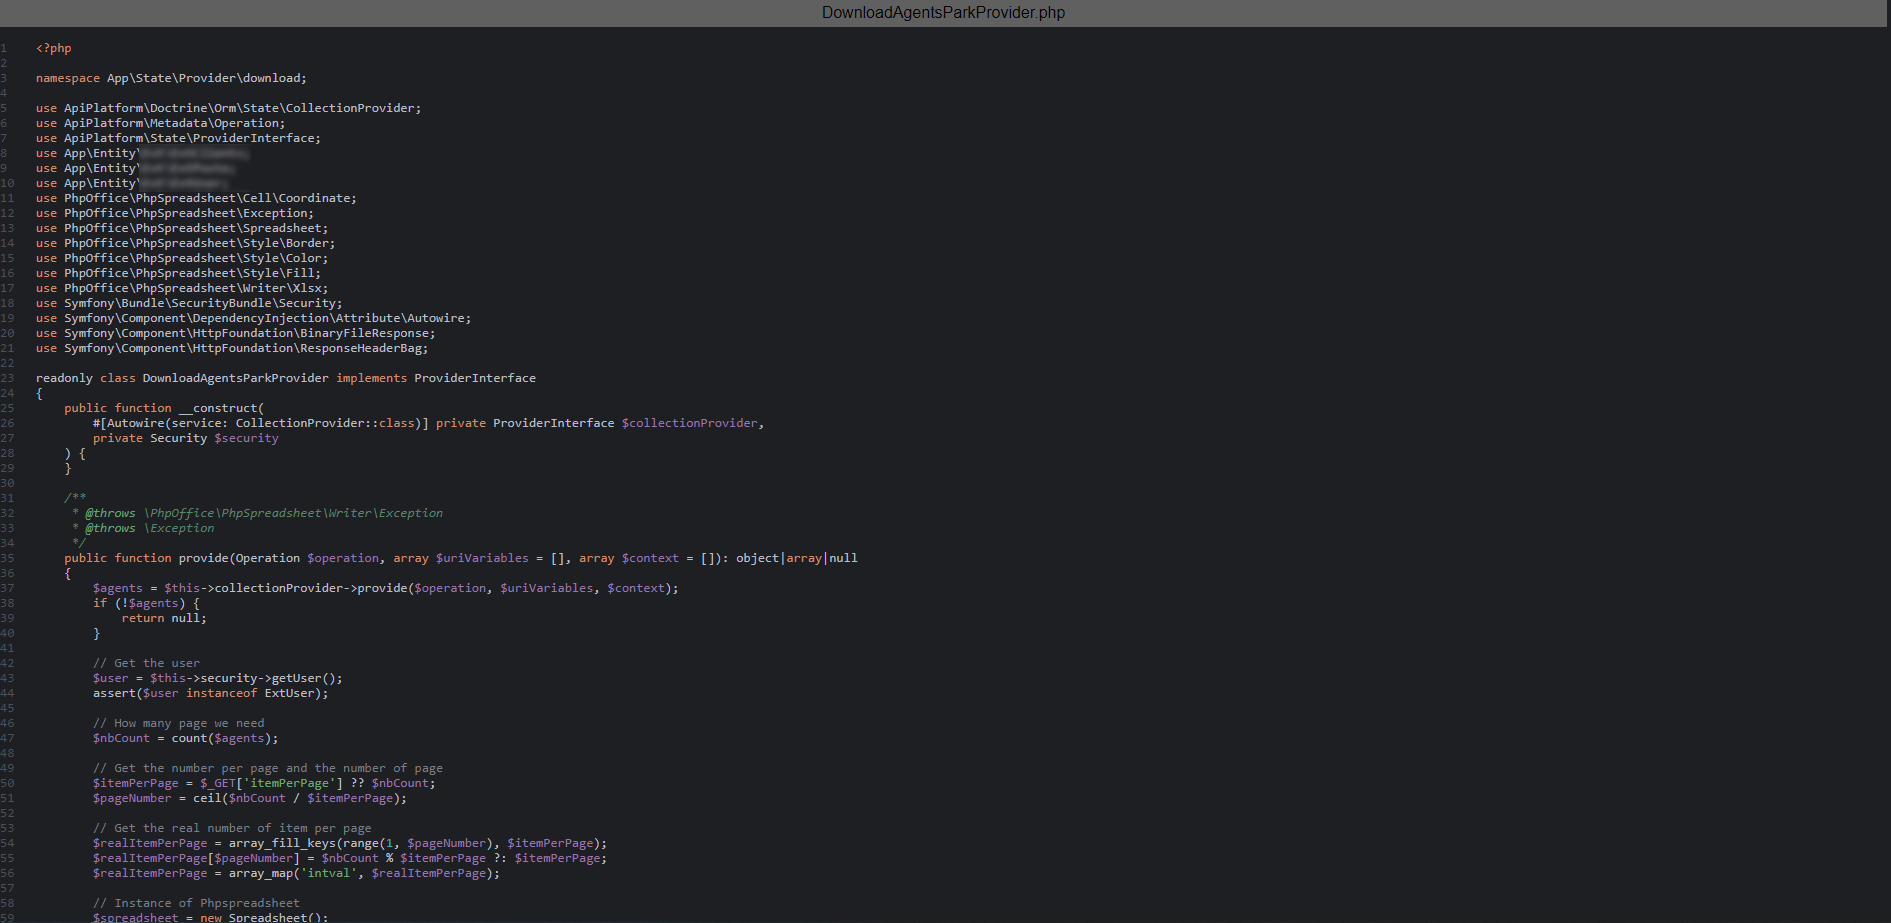 DownloadAgentsParkProvider.php
1 <?php
2
3 namespace App\State\Provider\download;
4
5 use ApiPlatform\Doctrine\Orm\State\CollectionProvider;
6 use ApiPlatform\Metadata\Operation;
7 use ApiPlatform\State\ProviderInterface;
8 use App\Entity\
9 use App\Entity\
10 use App\Entity\
11 use PhpOffice\PhpSpreadsheet\Cell\Coordinate;
12 use PhpOffice\PhpSpreadsheet\Exception;
13 use PhpOffice\PhpSpreadsheet\Spreadsheet;
14 use PhpOffice\PhpSpreadsheet\Style\Border;
15 use PhpOffice\PhpSpreadsheet\Style\Color;
16 use PhpOffice\PhpSpreadsheet\Style\Fill;
17 use PhpOffice\PhpSpreadsheet\Writer\Xlsx;
18 use Symfony\Bundle\SecurityBundle\Security;
19 use Symfony\Component\DependencyInjection\Attribute\Autowire;
20 use Symfony\Component\HttpFoundation\BinaryFileResponse;
21 use Symfony\Component\HttpFoundation\ResponseHeaderBag;
22
23 readonly class DownloadAgentsParkProvider implements ProviderInterface
24 {
25 public function __construct(
26 #[Autowire(service: CollectionProvider::class)] private ProviderInterface $collectionProvider,
27 private Security $security
28 ) {
29 }
30
31 /**
32 * @throws \PhpOffice\PhpSpreadsheet\Writer\Exception
33 * @throws \Exception
34 */
35 public function provide(Operation $operation, array $uriVariables = [], array $context = []): object|array|null
36 {
37 $agents = $this->collectionProvider->provide($operation, $uriVariables, $context);
38 if (!$agents) {
39 return null;
40 }
41
42 // Get the user
43 $user = $this->security->getUser();
44 assert($user instanceof ExtUser);
45
46 // How many page we need
47 $nbCount = count($agents);
48
49 // Get the number per page and the number of page
50 $itemPerPage = $_GET['itemPerPage'] ?? $nbCount;
51 $pageNumber = ceil($nbCount / $itemPerPage);
52
53 // Get the real number of item per page
54 $realItemPerPage = array_fill_keys(range(1, $pageNumber), $itemPerPage);
55 $realItemPerPage[$pageNumber] = $nbCount % $itemPerPage ?: $itemPerPage;
56 $realItemPerPage = array_map('intval', $realItemPerPage);
57
58 // Instance of Phpspreadsheet
59 $spreadsheet = new Spreadsheet();